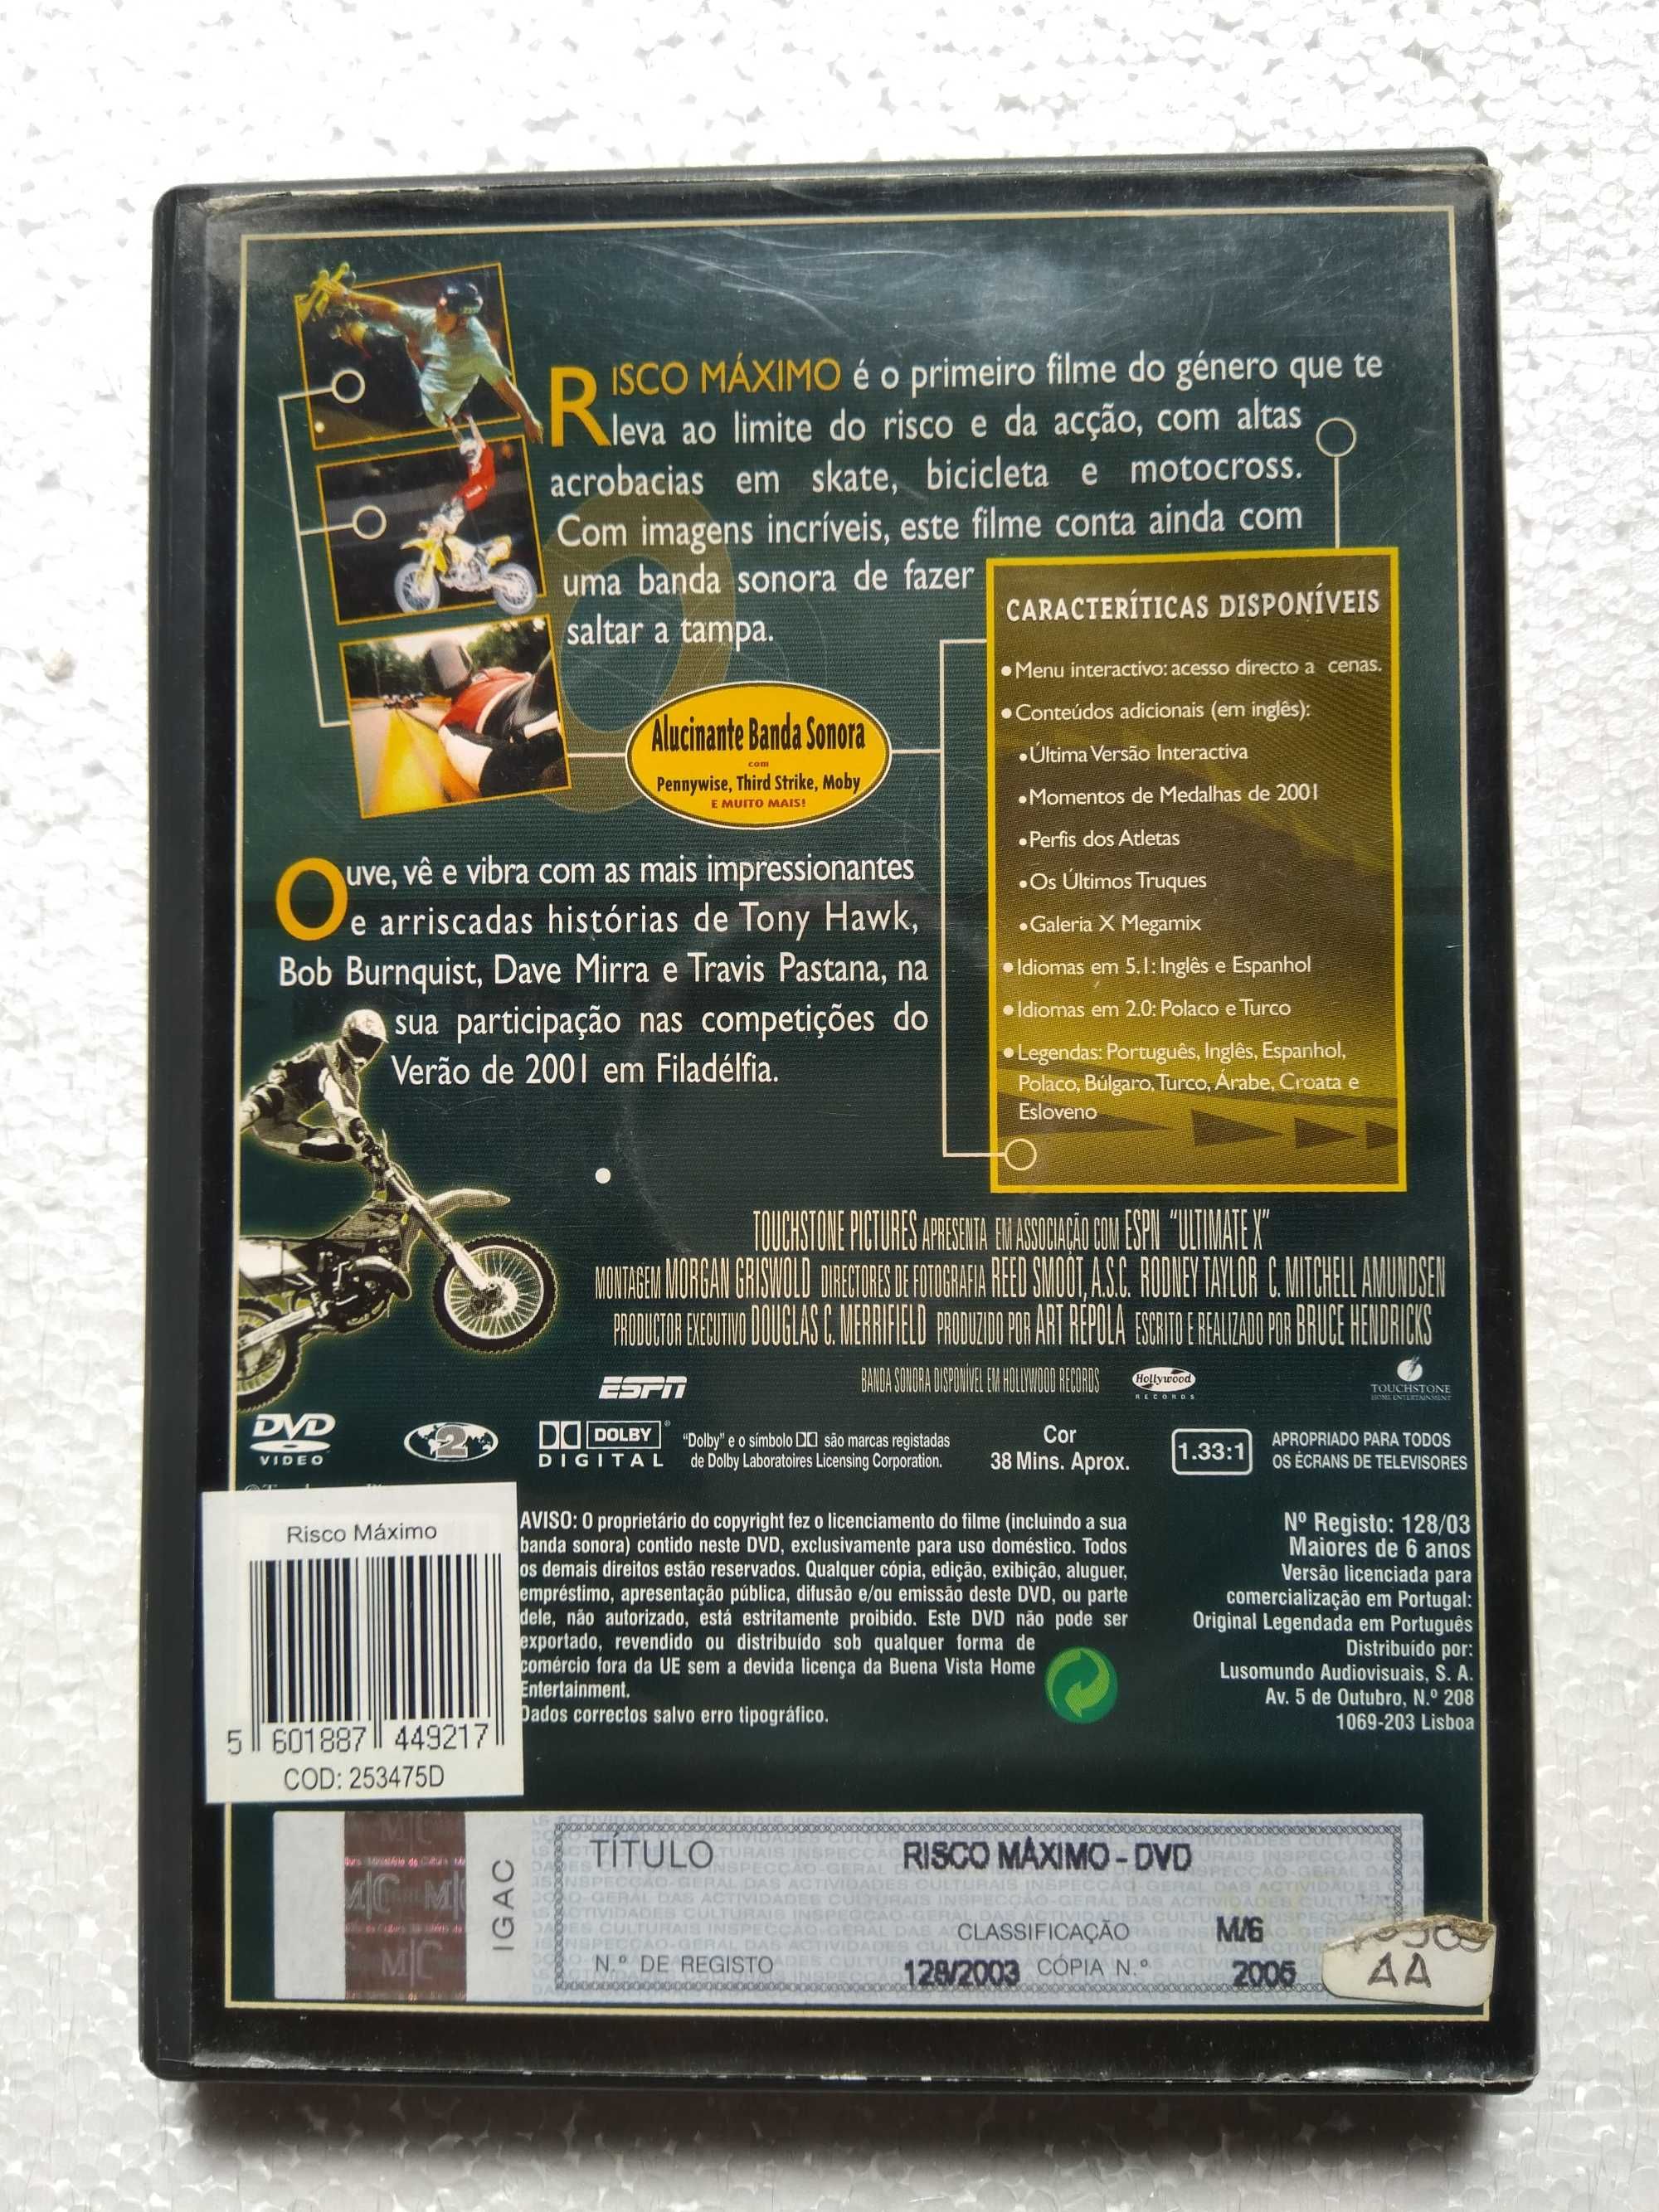 RISCO MÁXIMO é o primeiro filme do género que te
leva ao limite do risco e da acção, com altas
acrobacias em skate, bicicleta e motocross.
Com imagens incríveis, este filme conta ainda com
uma banda sonora de fazer
saltar a tampa.
Alucinante Banda Sonora
com
Pennywise, Third Strike, Moby
E MUITO MAIS!
Ouve, vê e vibra com as mais impressionantes
e arriscadas histórias de Tony Hawk,
Bob Burnquist, Dave Mirra e Travis Pastana, na
sua participação nas competições do
Verão de 2001 em Filadélfia.
CARACTERÍTICAS DISPONÍVEIS
• Menu interactivo: acesso directo a cenas.
• Conteúdos adicionais (em inglês):
• Última Versão Interactiva
• Momentos de Medalhas de 2001
• Perfis dos Atletas
• Os Últimos Truques
• Galeria X Megamix
• Idiomas em 5.1: Inglês e Espanhol
• Idiomas em 2.0: Polaco e Turco
• Legendas: Português, Inglês, Espanhol,
Polaco, Búlgaro, Turco, Árabe, Croata e
Esloveno
TOUCHSTONE PICTURES APRESENTA EM ASSOCIAÇÃO COM ESPN "ULTIMATE X"
MONTAGEM MORGAN GRISWOLD DIRECTORES DE FOTOGRAFIA REED SMOOT, A.S.C. RODNEY TAYLOR C. MITCHELL AMUNDSEN
PRODUCTOR EXECUTIVO DOUGLAS C. MERRIFIELD PRODUZIDO POR ART REPOLA ESCRITO E REALIZADO POR BRUCE HENDRICKS
ESPN
BANDA SONORA DISPONÍVEL EM HOLLYWOOD RECORDS
Hollywood
RECORDS
TOUCHSTONE
HOME ENTERTAINMENT
DVD
VIDEO
2
DOLBY
DIGITAL
"Dolby" e o símbolo são marcas registadas
de Dolby Laboratoires Licensing Corporation.
Cor
38 Mins. Aprox.
1.33:1
APROPRIADO PARA TODOS
OS ÉCRANS DE TELEVISORES
Risco Máximo
5 601887 449217
COD: 253475D
AVISO: O proprietário do copyright fez o licenciamento do filme (incluindo a sua
banda sonora) contido neste DVD, exclusivamente para uso doméstico. Todos
os demais direitos estão reservados. Qualquer cópia, edição, exibição, aluguer,
empréstimo, apresentação pública, difusão e/ou emissão deste DVD, ou parte
dele, não autorizado, está estritamente proibido. Este DVD não pode ser
exportado, revendido ou distribuído sob qualquer forma de
comércio fora da UE sem a devida licença da Buena Vista Home
Entertainment.
Dados correctos salvo erro tipográfico.
Nº Registo: 128/03
Maiores de 6 anos
Versão licenciada para
comercialização em Portugal:
Original Legendada em Português
Distribuído por:
Lusomundo Audiovisuais, S. A.
Av. 5 de Outubro, N.º 208
1069-203 Lisboa
IGAC
TÍTULO RISCO MÁXIMO - DVD
CLASSIFICAÇÃO M/6
N.º DE REGISTO 128/2003 CÓPIA N.º 2005
AA